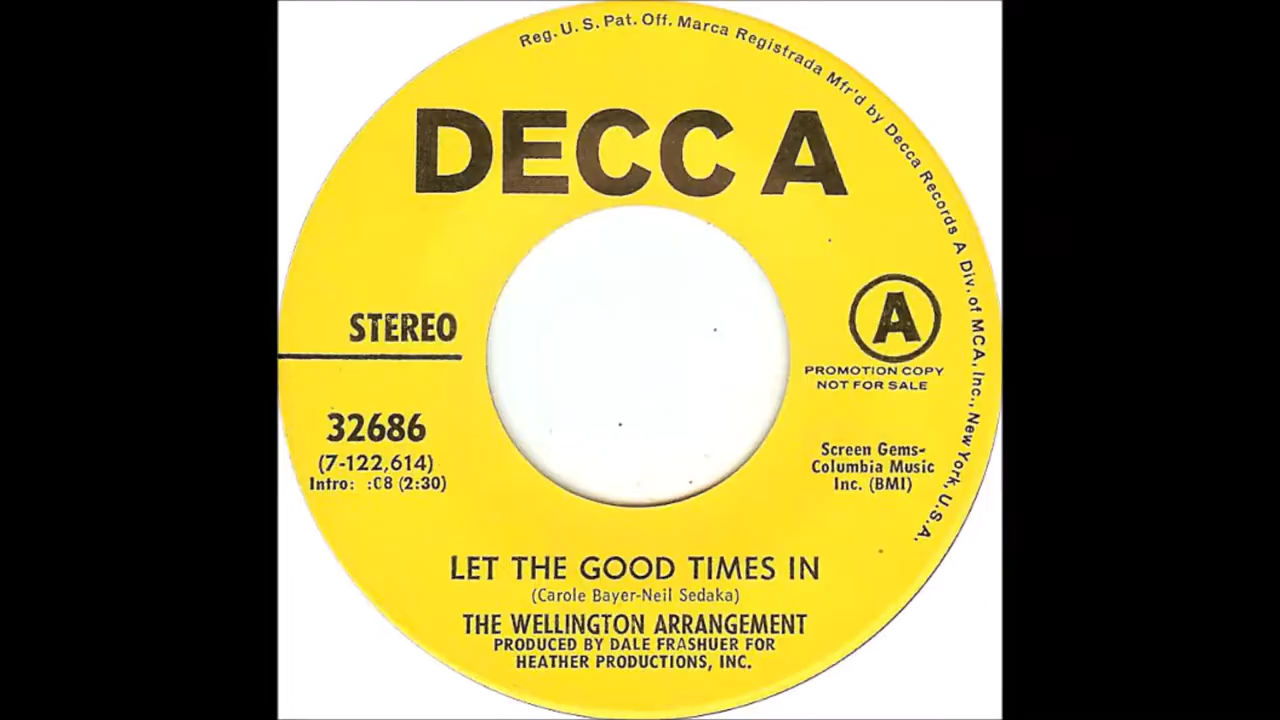 Reg. U.S. Pat. Off. Marca Registrada Mfr'd by Decca Records A Div. of MCA, Inc., New York, U.S.A.
DECCA
STEREO
A
PROMOTION COPY
NOT FOR SALE
32686
(7-122,614)
Intro: :08 (2:30)
Screen Gems-
Columbia Music
Inc. (BMI)
LET THE GOOD TIMES IN
(Carole Bayer-Neil Sedaka)
THE WELLINGTON ARRANGEMENT
PRODUCED BY DALE FRASHUER FOR
HEATHER PRODUCTIONS, INC.